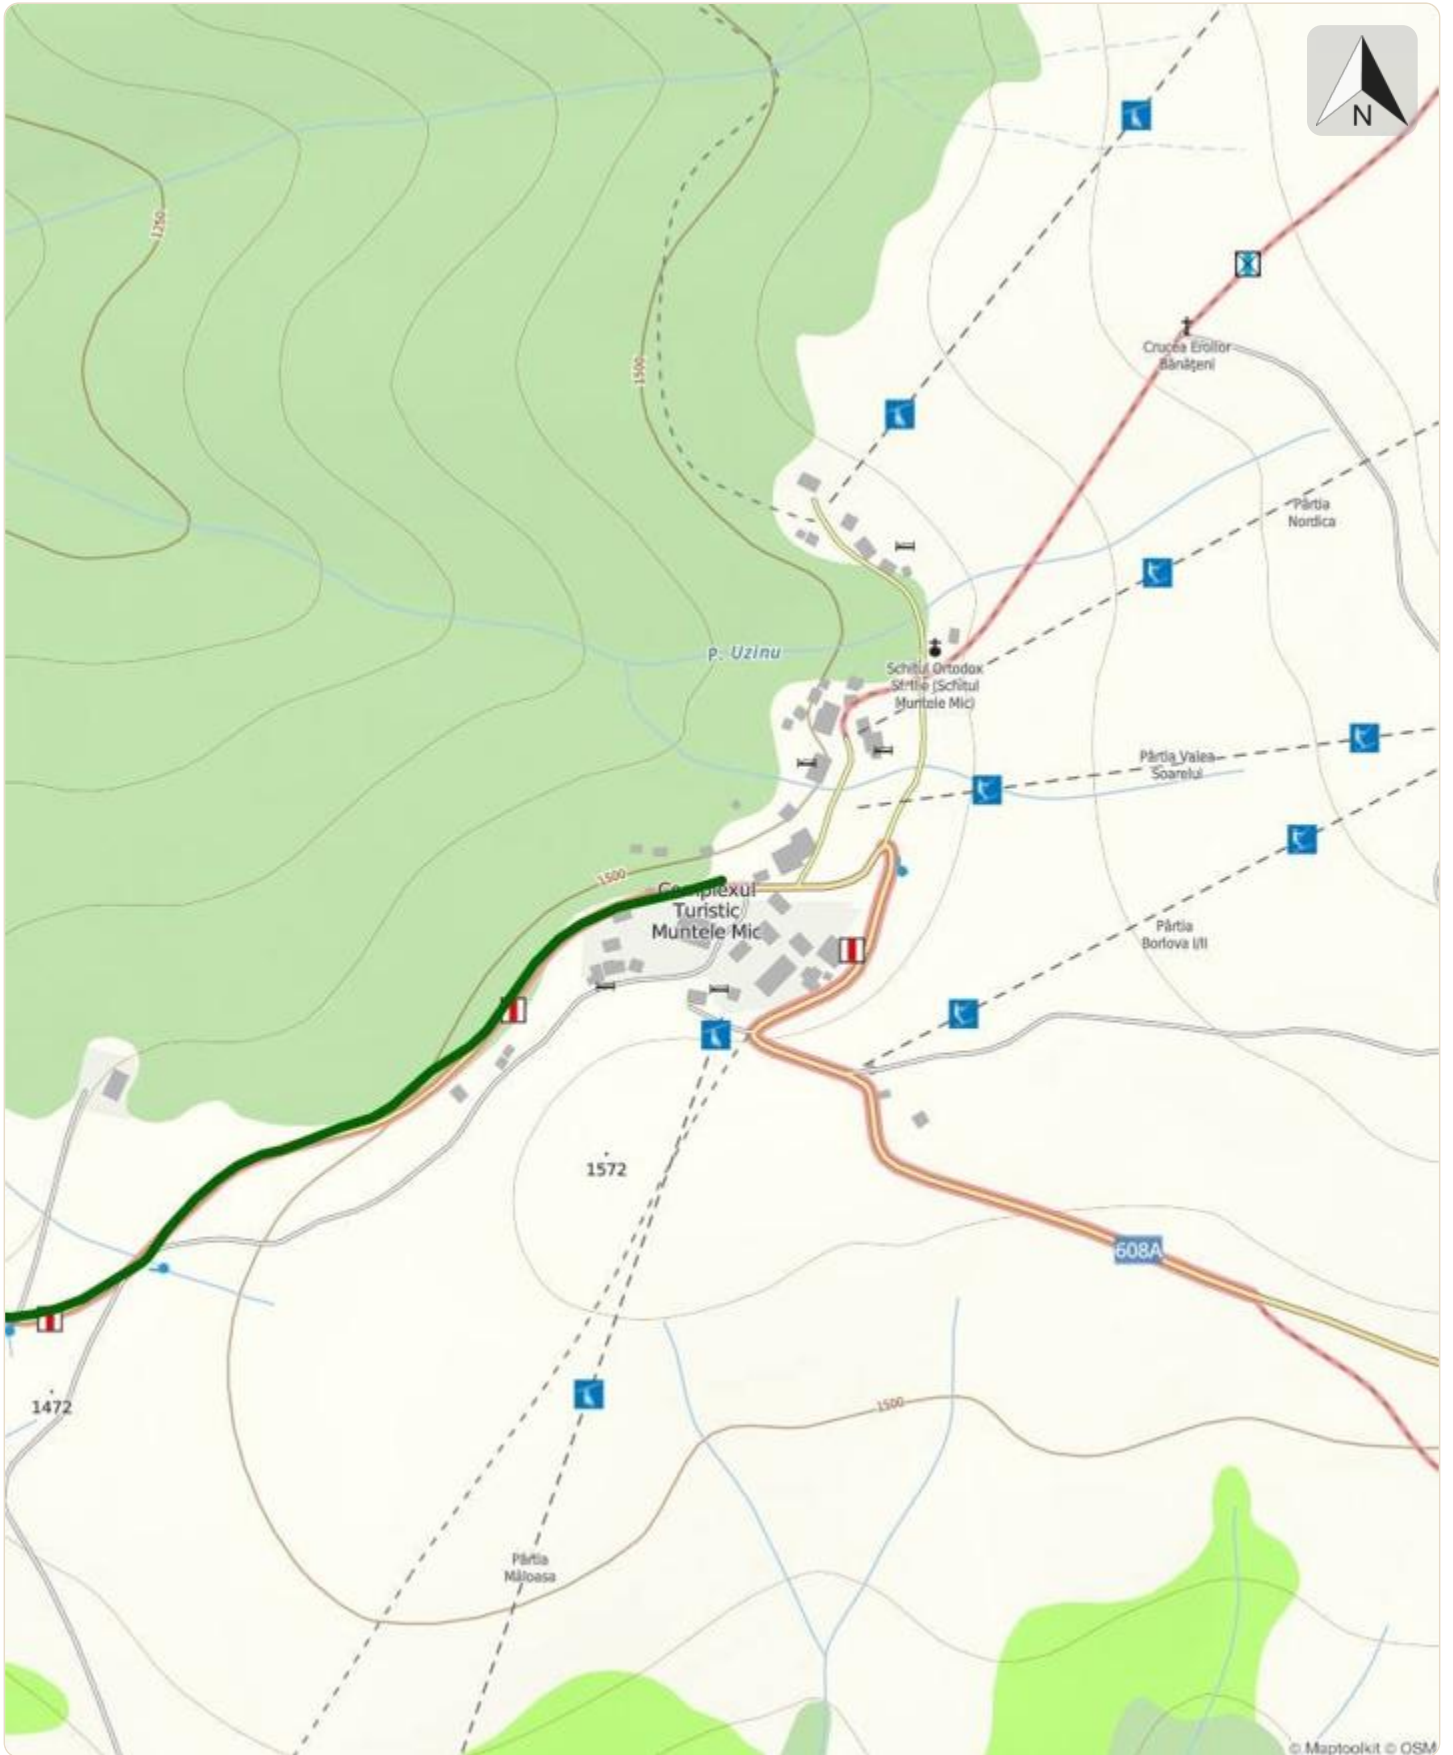 N
1250
Crucea Eroilor
Bănățeni
1500
Pârtia
Nordica
P. Uzinu
Schitul Ortodox
Sf. Ilie (Schitul
Muntele Mic)
Pârtia Valea
Soarelui
1500
Complexul
Turistic
Muntele Mic
Pârtia
Borlova I/II
1572
608A
1472
1500
Pârtia
Măloasa
© Maptoolkit © OSM